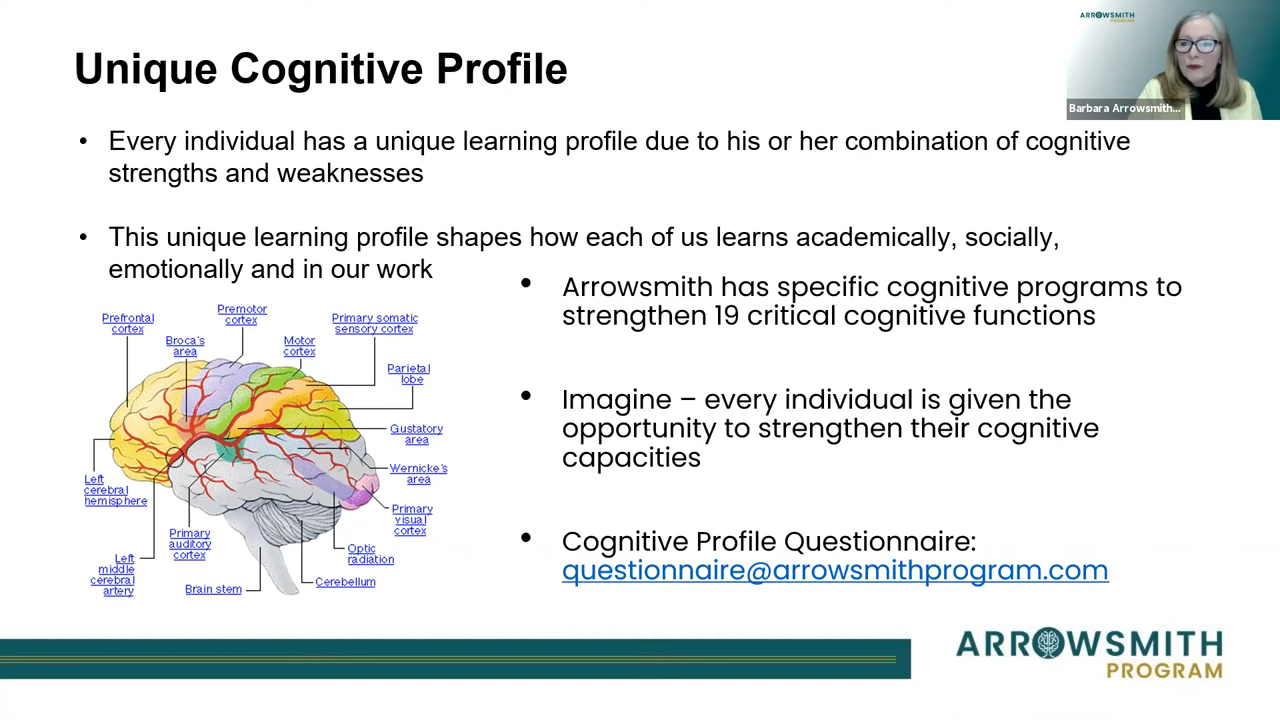 ARROWSMITH
PROGRAM
Barbara Arrowsmith...
Unique Cognitive Profile
• Every individual has a unique learning profile due to his or her combination of cognitive
strengths and weaknesses
• This unique learning profile shapes how each of us learns academically, socially,
emotionally and in our work
• Arrowsmith has specific cognitive programs to
strengthen 19 critical cognitive functions
• Imagine – every individual is given the
opportunity to strengthen their cognitive
capacities
• Cognitive Profile Questionnaire:
questionnaire@arrowsmithprogram.com
Prefrontal
cortex
Premotor
cortex
Primary somatic
sensory cortex
Broca's
area
Motor
cortex
Parietal
lobe
Gustatory
area
Wernicke's
area
Left
cerebral
hemisphere
Primary
visual
cortex
Primary
auditory
cortex
Optic
radiation
Left
middle
cerebral
artery
Brain stem
Cerebellum
ARROWSMITH
PROGRAM